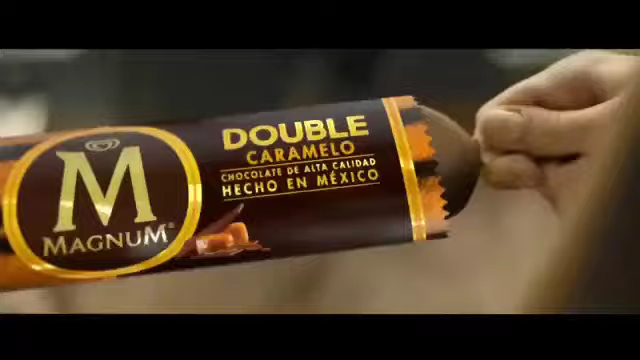 M
MAGNUM®
DOUBLE
CARAMELO
CHOCOLATE DE ALTA CALIDAD
HECHO EN MÉXICO